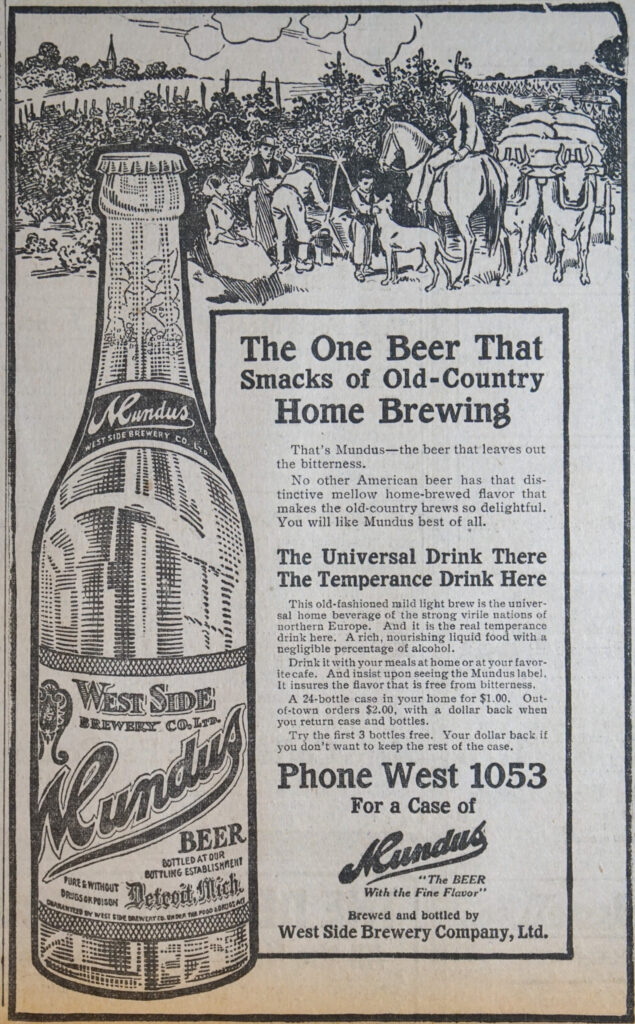 The One Beer That
Smacks of Old-Country
Home Brewing
That's Mundus—the beer that leaves out
the bitterness.
No other American beer has that dis-
tinctive mellow home-brewed flavor that
makes the old-country brews so delightful.
You will like Mundus best of all.
The Universal Drink There
The Temperance Drink Here
This old-fashioned mild light brew is the univer-
sal home beverage of the strong virile nations of
northern Europe. And it is the real temperance
drink here. A rich, nourishing liquid food with a
negligible percentage of alcohol.
Drink it with your meals at home or at your favor-
ite cafe. And insist upon seeing the Mundus label.
It insures the flavor that is free from bitterness.
A 24-bottle case in your home for $1.00. Out-
of-town orders $2.00, with a dollar back when
you return case and bottles.
Try the first 3 bottles free. Your dollar back if
you don't want to keep the rest of the case.
Phone West 1053
For a Case of
Mundus
"The BEER
With the Fine Flavor"
Brewed and bottled by
West Side Brewery Company, Ltd.
Mundus
WEST SIDE BREWERY CO. LTD.
WEST SIDE
BREWERY CO. LTD.
Mundus
BEER
BOTTLED AT OUR
BOTTLING ESTABLISHMENT
PURE & WITHOUT
DRUGS OR POISON
Detroit, Mich.
GUARANTEED BY WEST SIDE BREWERY CO. UNDER THE FOOD & DRUGS ACT